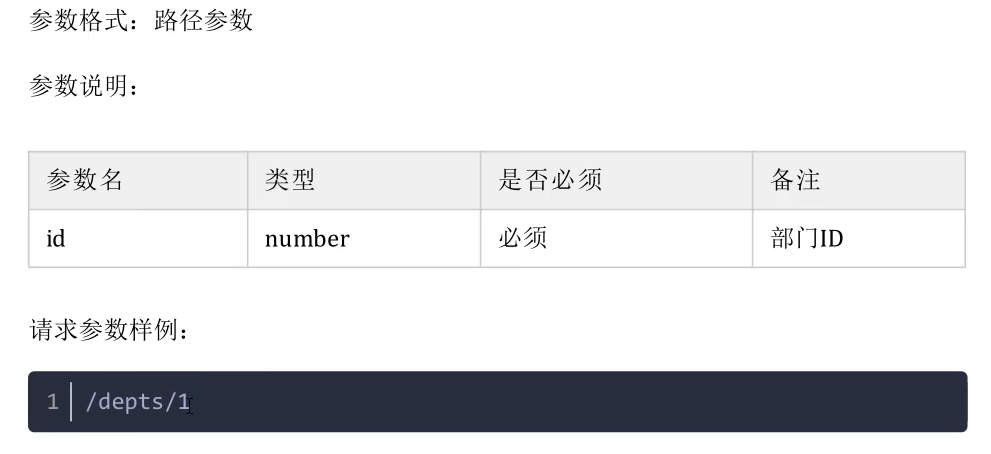 参数格式：路径参数
参数说明：
参数名 类型 是否必须 备注
id number 必须 部门ID
请求参数样例：
1 /depts/1